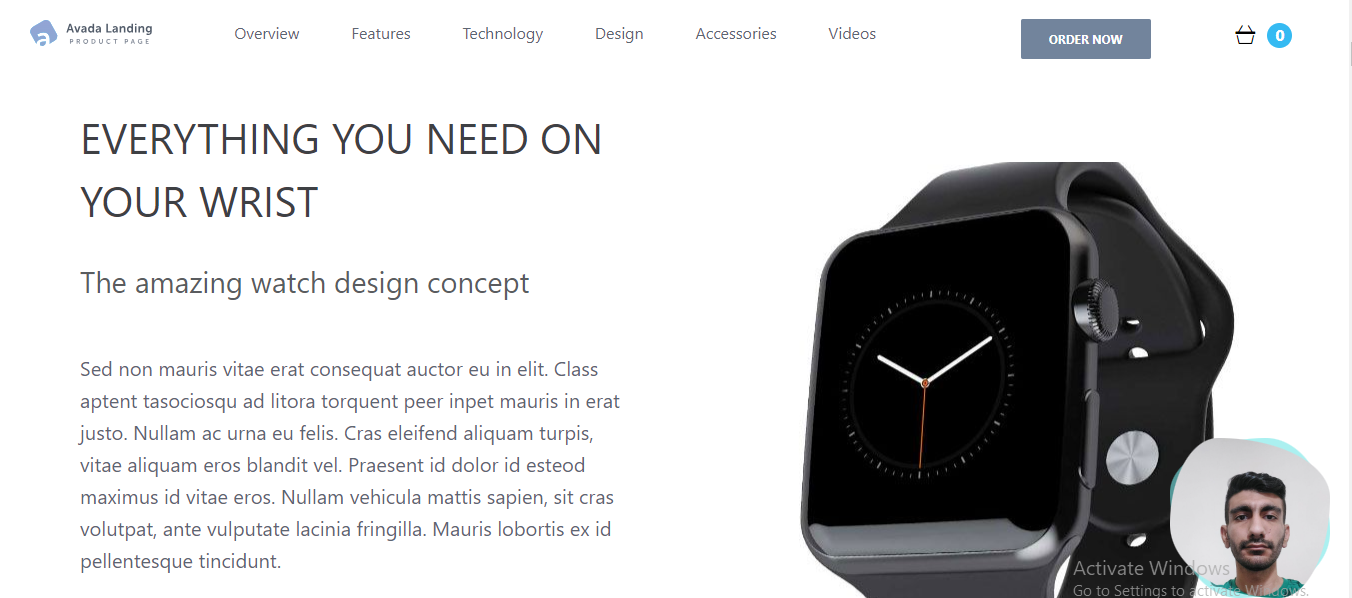 Avada Landing
PRODUCT PAGE
Overview
Features
Technology
Design
Accessories
Videos
ORDER NOW
0
EVERYTHING YOU NEED ON
YOUR WRIST
The amazing watch design concept
Sed non mauris vitae erat consequat auctor eu in elit. Class
aptent tasociosqu ad litora torquent peer inpet mauris in erat
justo. Nullam ac urna eu felis. Cras eleifend aliquam turpis,
vitae aliquam eros blandit vel. Praesent id dolor id esteod
maximus id vitae eros. Nullam vehicula mattis sapien, sit cras
volutpat, ante vulputate lacinia fringilla. Mauris lobortis ex id
pellentesque tincidunt.
Activate Windows
Go to Settings to activate Windows.